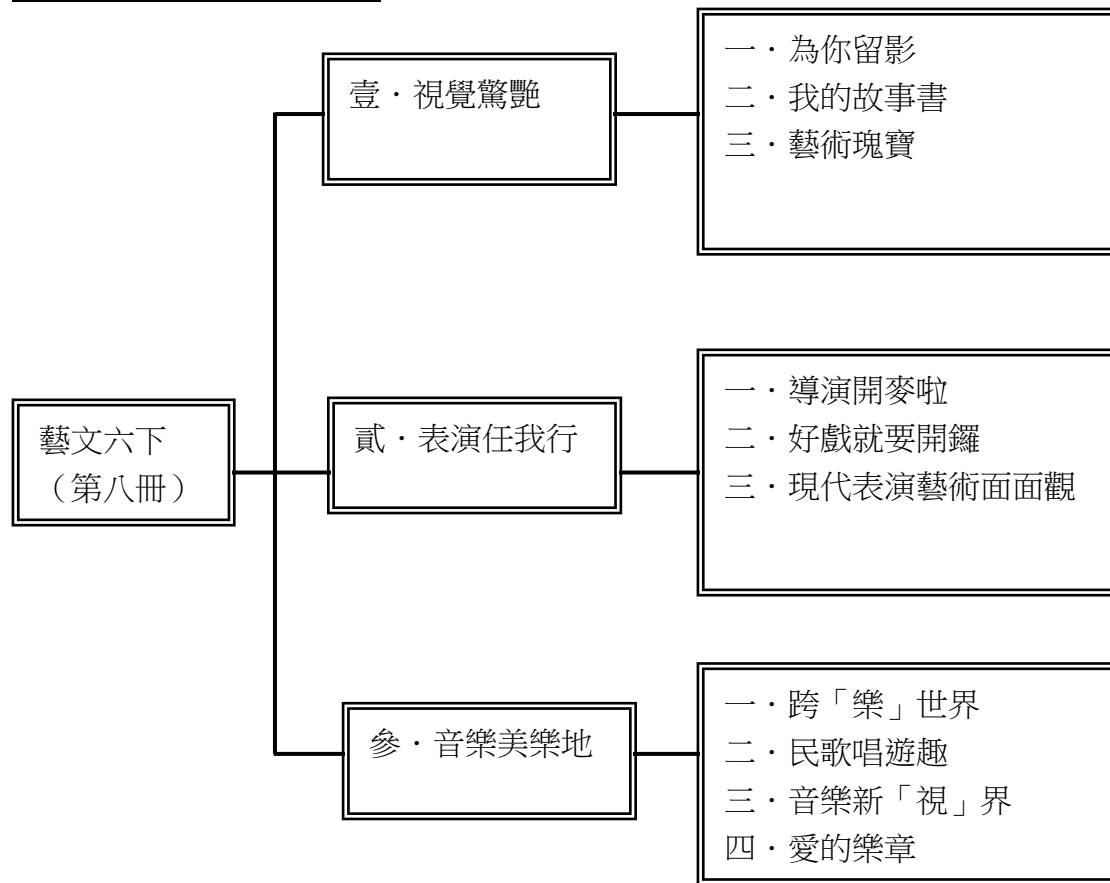 藝文六下
（第八冊）
壹．視覺驚艷
一．為你留影
二．我的故事書
三．藝術瑰寶
貳．表演任我行
一．導演開麥啦
二．好戲就要開鑼
三．現代表演藝術面面觀
參．音樂美樂地
一．跨「樂」世界
二．民歌唱遊趣
三．音樂新「視」界
四．愛的樂章